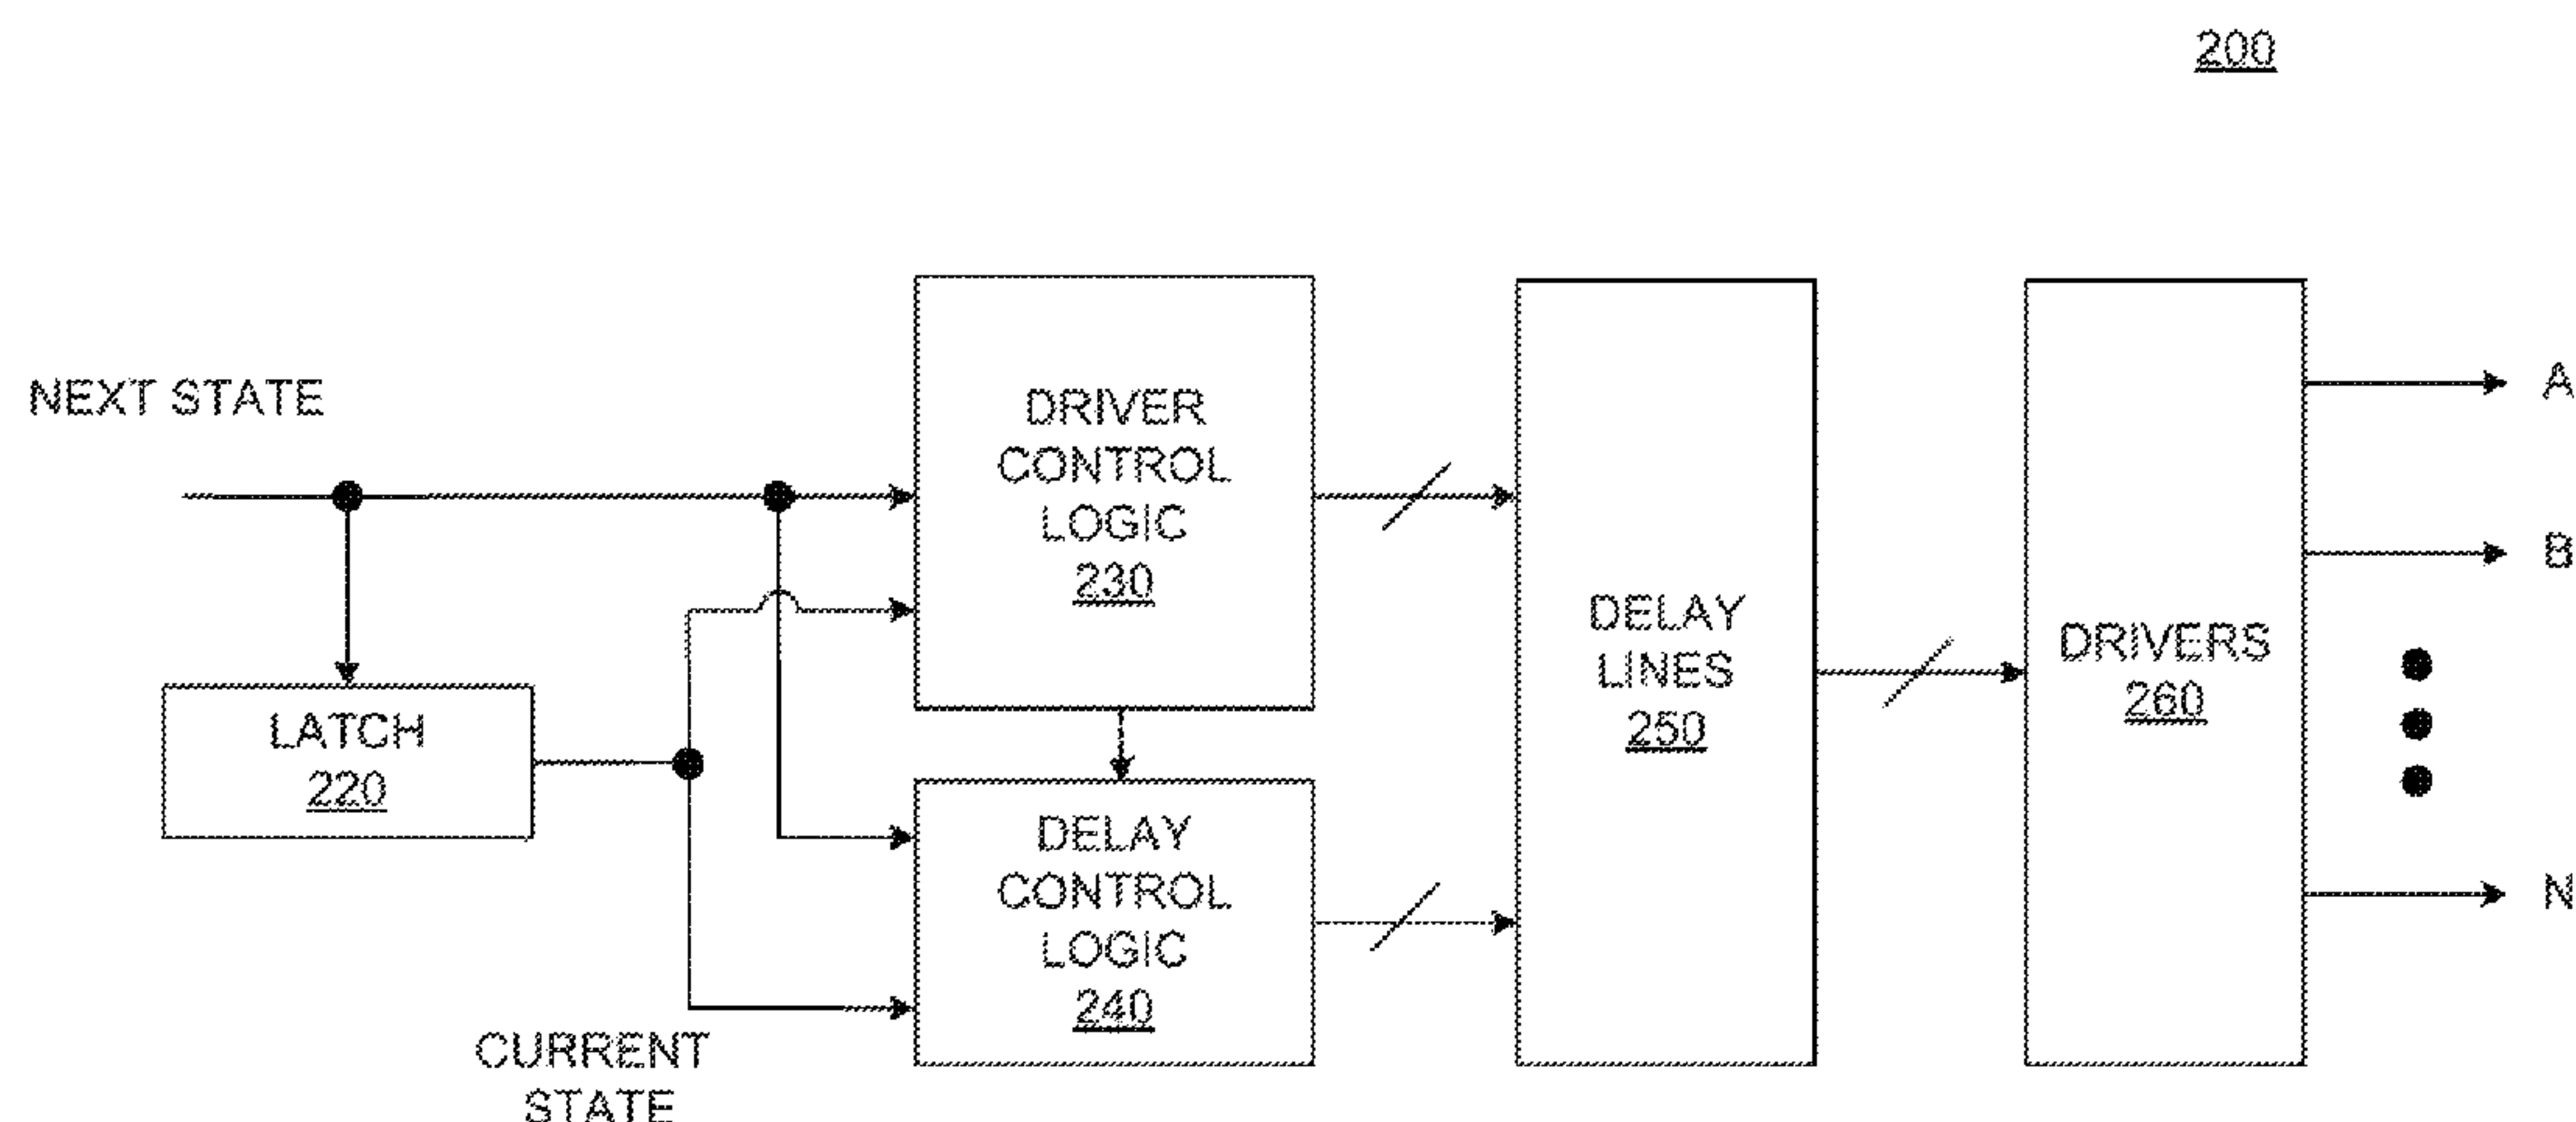 200
NEXT STATE
DRIVER
CONTROL
LOGIC
230
LATCH
220
DELAY
CONTROL
LOGIC
240
CURRENT
STATE
DELAY
LINES
250
DRIVERS
260
A
B
N